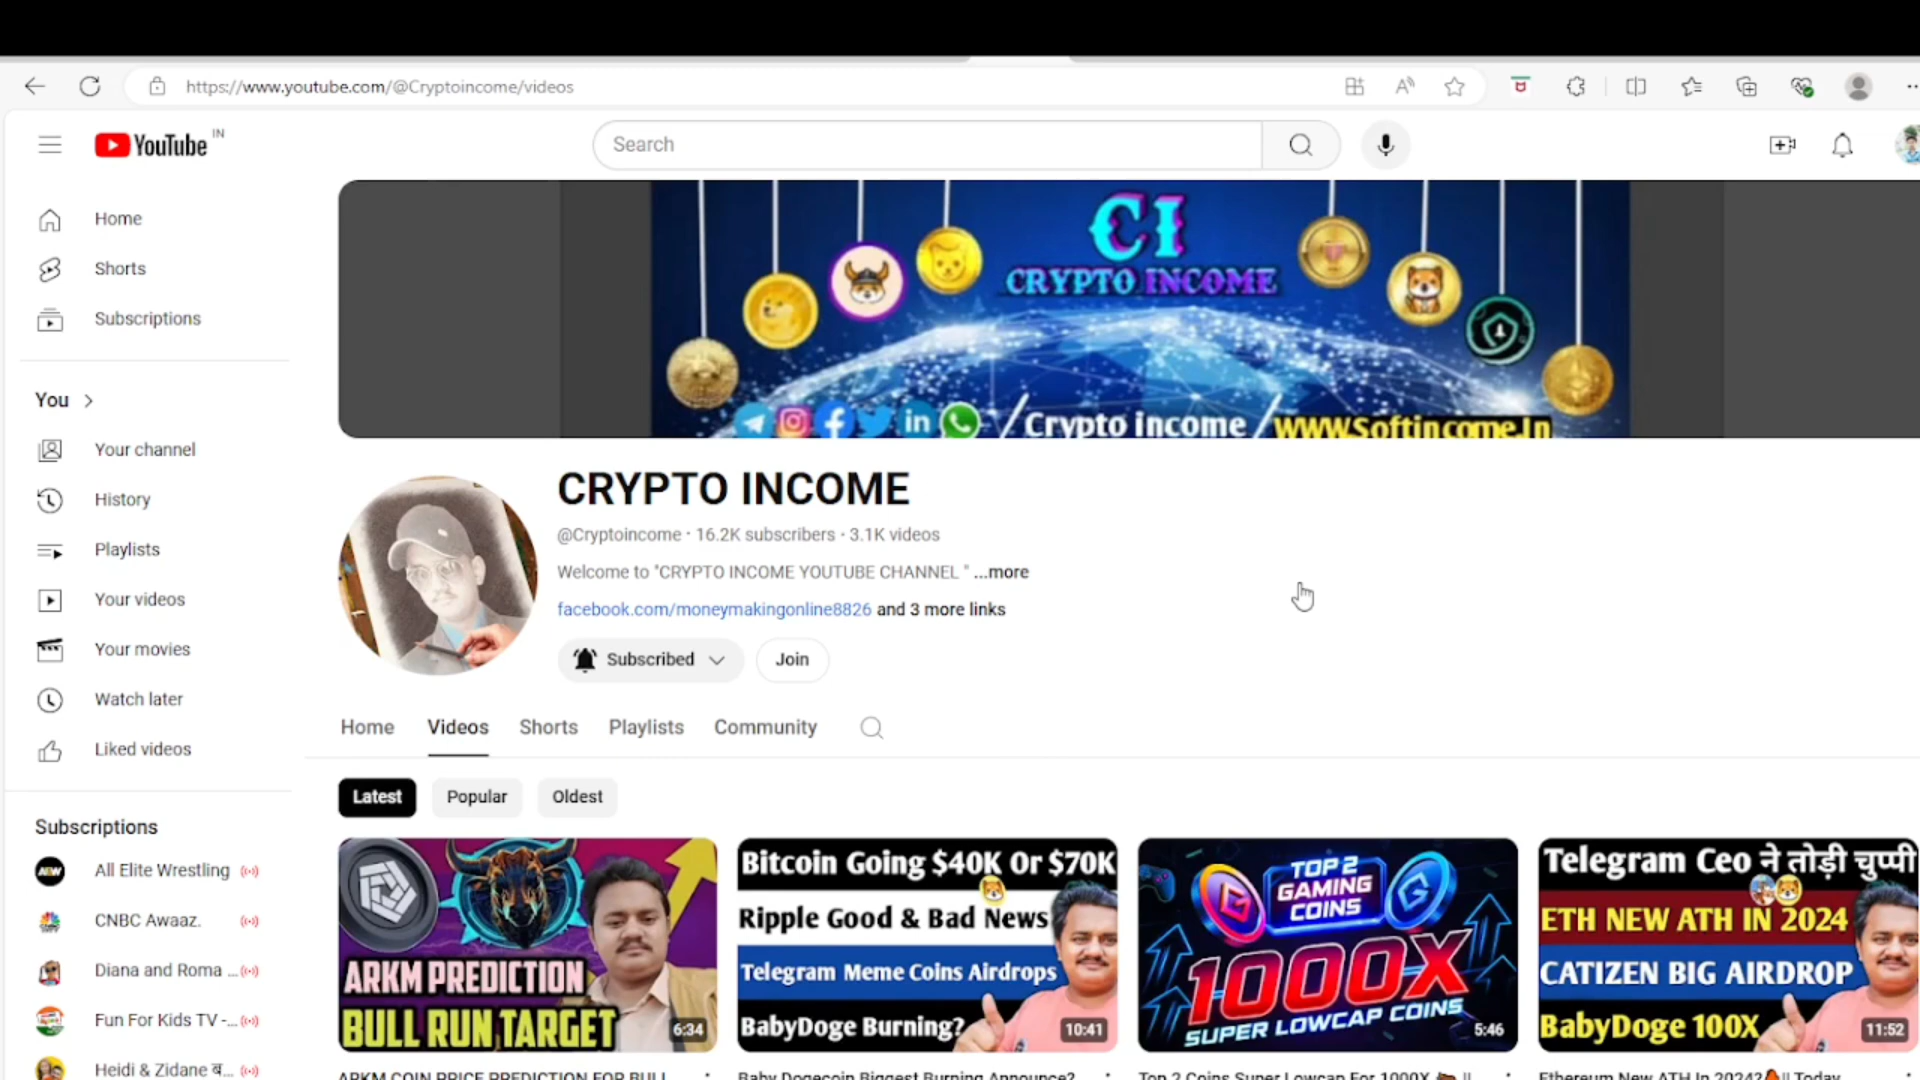 https://www.youtube.com/@Cryptoincome/videos
YouTube IN
Search
Home
Shorts
Subscriptions
You
Your channel
History
Playlists
Your videos
Your movies
Watch later
Liked videos
Subscriptions
All Elite Wrestling
CNBC Awaaz.
Diana and Roma ...
Fun For Kids TV -...
Heidi & Zidane ब...
CI
CRYPTO INCOME
/Crypto income/WWW.Softincome.In
CRYPTO INCOME
@Cryptoincome · 16.2K subscribers · 3.1K videos
Welcome to "CRYPTO INCOME YOUTUBE CHANNEL " ...more
facebook.com/moneymakingonline8826 and 3 more links
Subscribed
Join
Home Videos Shorts Playlists Community
Latest Popular Oldest
ARKM PREDICTION
BULL RUN TARGET
6:34
ARKM COIN PRICE PREDICTION FOR BULL
Bitcoin Going $40K Or $70K
Ripple Good & Bad News
Telegram Meme Coins Airdrops
BabyDoge Burning?
10:41
Baby Dogecoin Biggest Burning Announce?
TOP 2
GAMING
COINS
1000X
SUPER LOWCAP COINS
5:46
Top 2 Coins Super Lowcap For 1000X ||
Telegram Ceo ने तोड़ी चुप्पी
ETH NEW ATH IN 2024
CATIZEN BIG AIRDROP
BabyDoge 100X
11:52
Ethereum New ATH In 2024? || Today